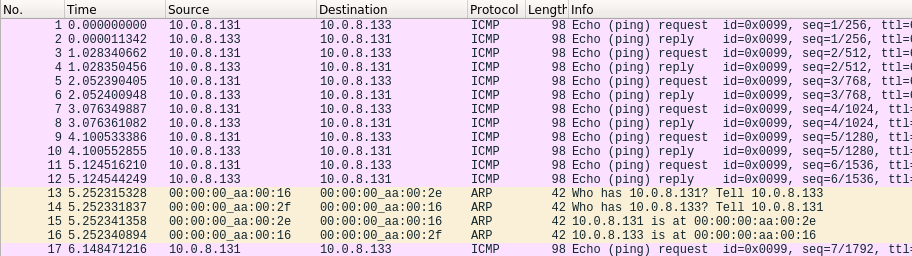 No. Time Source Destination Protocol Length Info
1 0.000000000 10.0.8.131 10.0.8.133 ICMP 98 Echo (ping) request id=0x0099, seq=1/256, ttl=
2 0.000011342 10.0.8.133 10.0.8.131 ICMP 98 Echo (ping) reply id=0x0099, seq=1/256, ttl=
3 1.028340662 10.0.8.131 10.0.8.133 ICMP 98 Echo (ping) request id=0x0099, seq=2/512, ttl=
4 1.028350456 10.0.8.133 10.0.8.131 ICMP 98 Echo (ping) reply id=0x0099, seq=2/512, ttl=
5 2.052390405 10.0.8.131 10.0.8.133 ICMP 98 Echo (ping) request id=0x0099, seq=3/768, ttl=
6 2.052400948 10.0.8.133 10.0.8.131 ICMP 98 Echo (ping) reply id=0x0099, seq=3/768, ttl=
7 3.076349887 10.0.8.131 10.0.8.133 ICMP 98 Echo (ping) request id=0x0099, seq=4/1024, ttl=
8 3.076361082 10.0.8.133 10.0.8.131 ICMP 98 Echo (ping) reply id=0x0099, seq=4/1024, ttl=
9 4.100533386 10.0.8.131 10.0.8.133 ICMP 98 Echo (ping) request id=0x0099, seq=5/1280, ttl=
10 4.100552855 10.0.8.133 10.0.8.131 ICMP 98 Echo (ping) reply id=0x0099, seq=5/1280, ttl=
11 5.124516210 10.0.8.131 10.0.8.133 ICMP 98 Echo (ping) request id=0x0099, seq=6/1536, ttl=
12 5.124544249 10.0.8.133 10.0.8.131 ICMP 98 Echo (ping) reply id=0x0099, seq=6/1536, ttl=
13 5.252315328 00:00:00_aa:00:16 00:00:00_aa:00:2e ARP 42 Who has 10.0.8.131? Tell 10.0.8.133
14 5.252331837 00:00:00_aa:00:2f 00:00:00_aa:00:16 ARP 42 Who has 10.0.8.133? Tell 10.0.8.131
15 5.252341358 00:00:00_aa:00:2e 00:00:00_aa:00:16 ARP 42 10.0.8.131 is at 00:00:00:aa:00:2e
16 5.252340894 00:00:00_aa:00:16 00:00:00_aa:00:2f ARP 42 10.0.8.133 is at 00:00:00:aa:00:16
17 6.148471216 10.0.8.131 10.0.8.133 ICMP 98 Echo (ping) request id=0x0099, seq=7/1792, ttl=